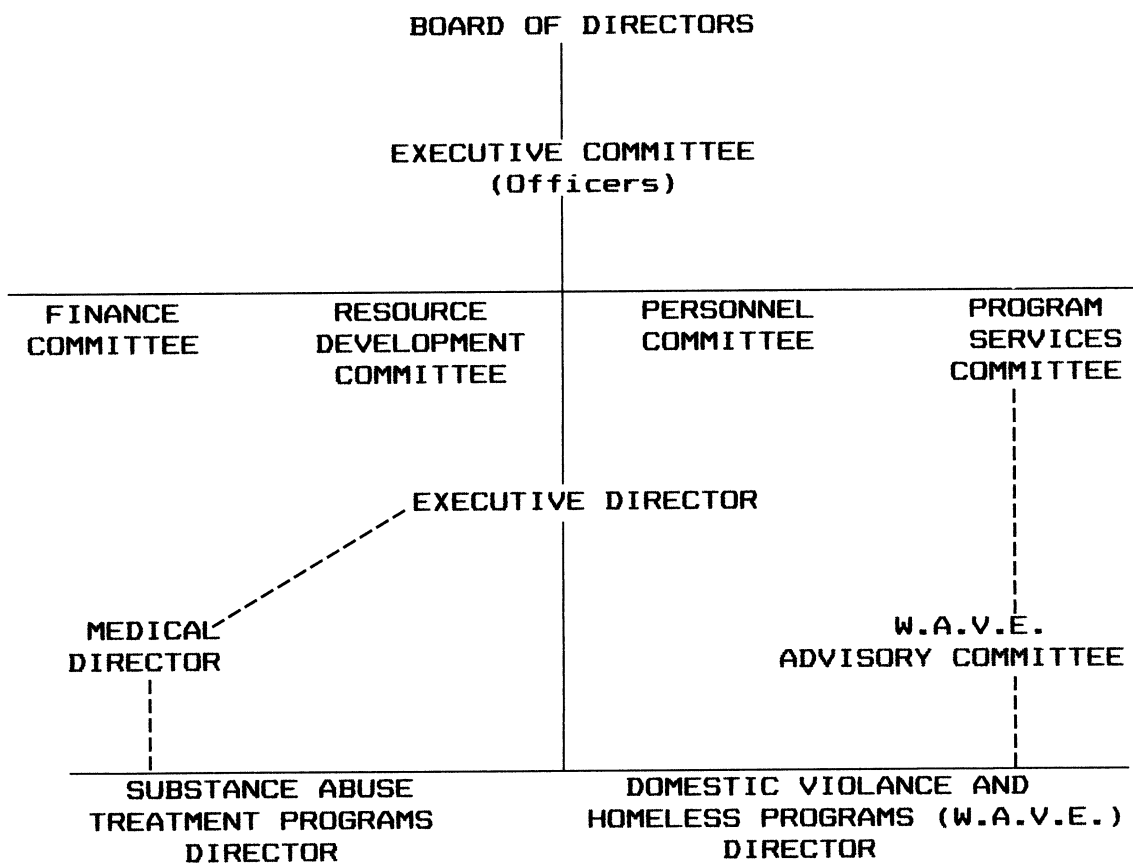 BOARD OF DIRECTORS
EXECUTIVE COMMITTEE
(Officers)
FINANCE
COMMITTEE
RESOURCE
DEVELOPMENT
COMMITTEE
PERSONNEL
COMMITTEE
PROGRAM
SERVICES
COMMITTEE
EXECUTIVE DIRECTOR
MEDICAL
DIRECTOR
W.A.V.E.
ADVISORY COMMITTEE
SUBSTANCE ABUSE
TREATMENT PROGRAMS
DIRECTOR
DOMESTIC VIOLANCE AND
HOMELESS PROGRAMS (W.A.V.E.)
DIRECTOR